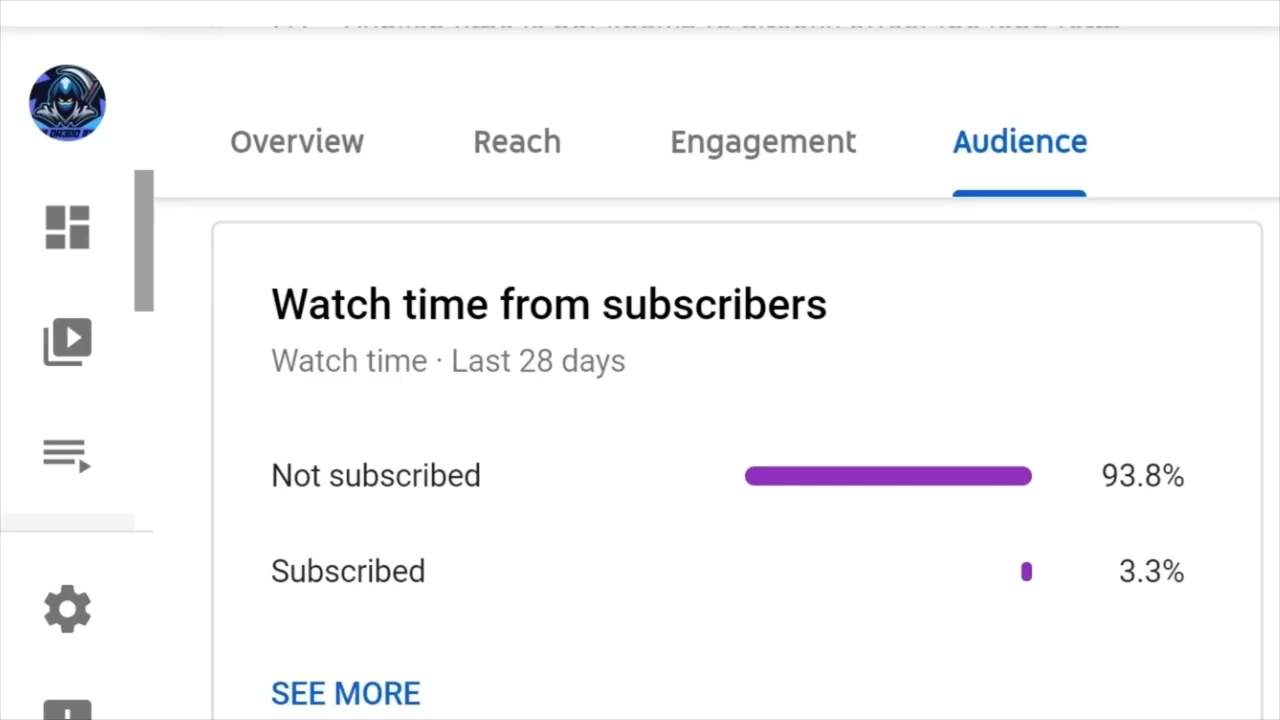 Overview Reach Engagement Audience
Watch time from subscribers
Watch time · Last 28 days
Not subscribed 93.8%
Subscribed 3.3%
SEE MORE